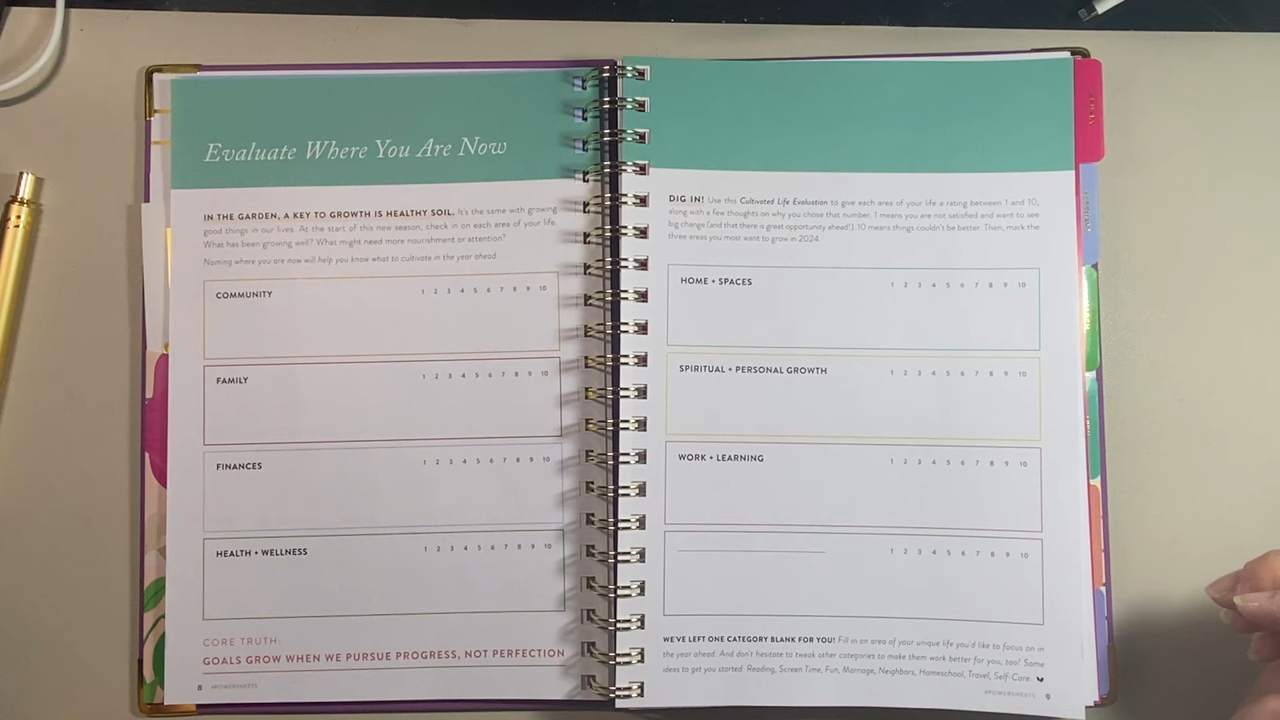 Evaluate Where You Are Now
IN THE GARDEN, A KEY TO GROWTH IS HEALTHY SOIL. It's the same with growing
good things in our lives. At the start of this new season, check in on each area of your life.
What has been growing well? What might need more nourishment or attention?
Naming where you are now will help you know what to cultivate in the year ahead.
COMMUNITY 1 2 3 4 5 6 7 8 9 10
FAMILY 1 2 3 4 5 6 7 8 9 10
FINANCES 1 2 3 4 5 6 7 8 9 10
HEALTH + WELLNESS 1 2 3 4 5 6 7 8 9 10
CORE TRUTH:
GOALS GROW WHEN WE PURSUE PROGRESS, NOT PERFECTION
8 #POWERSHEETS
DIG IN! Use this Cultivated Life Evaluation to give each area of your life a rating between 1 and 10,
along with a few thoughts on why you chose that number. 1 means you are not satisfied and want to see
big change (and that there is great opportunity ahead!). 10 means things couldn't be better. Then, mark the
three areas you most want to grow in 2024.
HOME + SPACES 1 2 3 4 5 6 7 8 9 10
SPIRITUAL + PERSONAL GROWTH 1 2 3 4 5 6 7 8 9 10
WORK + LEARNING 1 2 3 4 5 6 7 8 9 10
1 2 3 4 5 6 7 8 9 10
WE'VE LEFT ONE CATEGORY BLANK FOR YOU! Fill in an area of your unique life you'd like to focus on in
the year ahead. And don't hesitate to tweak other categories to make them work better for you, too! Some
ideas to get you started: Reading, Screen Time, Fun, Marriage, Neighbors, Homeschool, Travel, Self-Care.
#POWERSHEETS 9